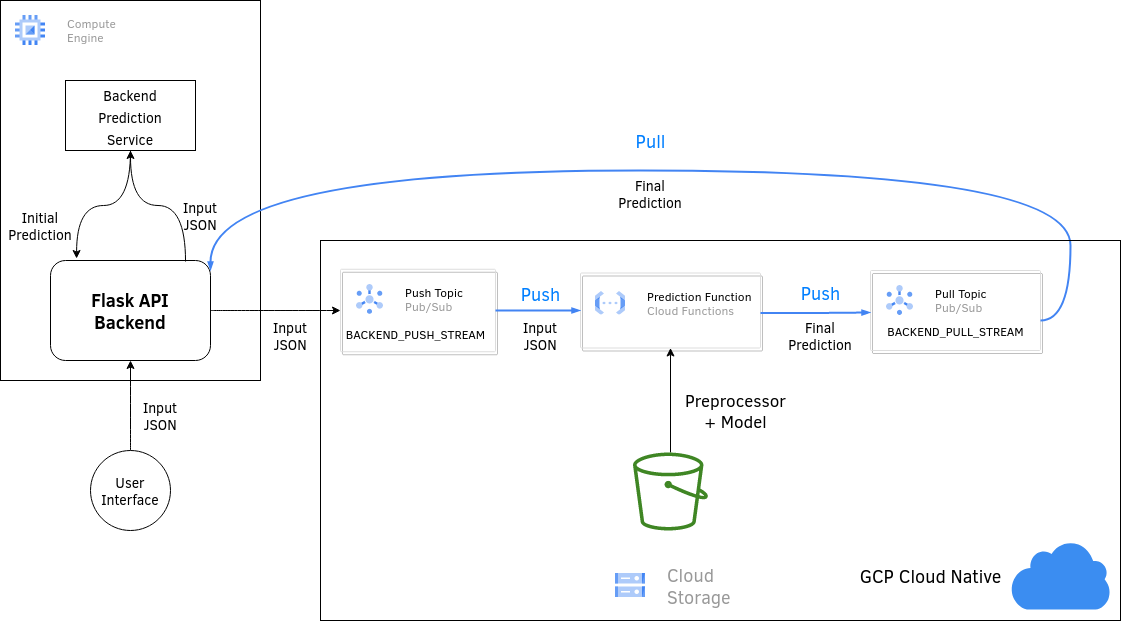 Compute
Engine
Backend
Prediction
Service
Initial
Prediction
Input
JSON
Flask API
Backend
Input
JSON
User
Interface
Input
JSON
Pull
Final
Prediction
Push Topic
Pub/Sub
BACKEND_PUSH_STREAM
Push
Input
JSON
Prediction Function
Cloud Functions
Push
Final
Prediction
Pull Topic
Pub/Sub
BACKEND_PULL_STREAM
Preprocessor
+ Model
Cloud
Storage
GCP Cloud Native